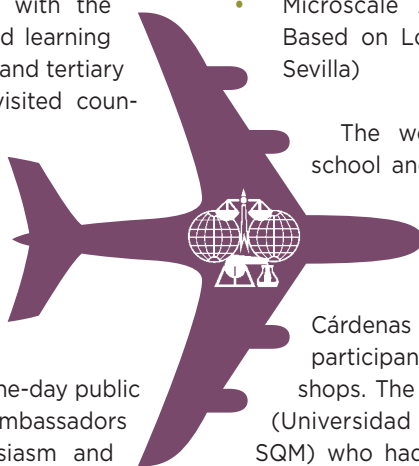 with the
d learning
and tertiary
visited coun-
ne-day public
mbassadors
siasm and
• Microscale
Based on Lo
Sevilla)
The we
school and
Cárdenas
participan
shops. The
(Universidad
SQM) who had